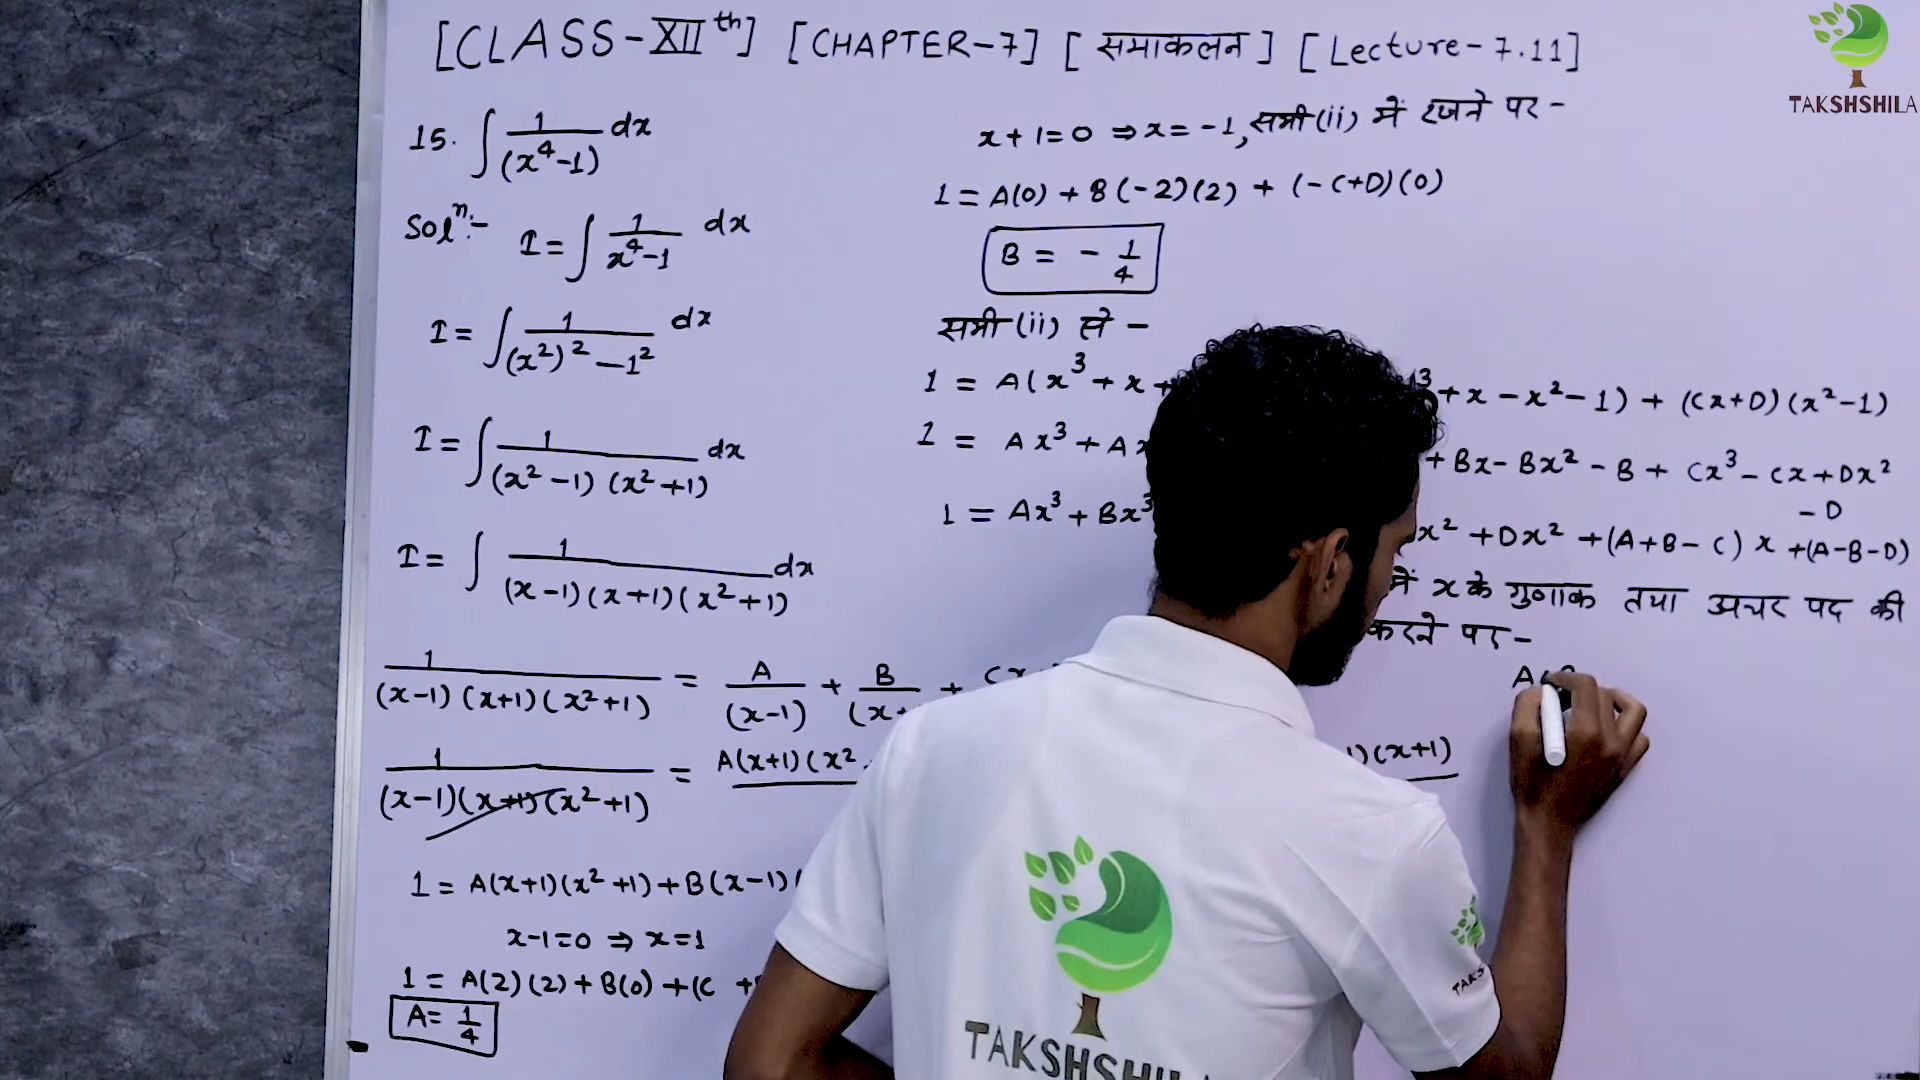 [CLASS-XIIth] [CHAPTER-7] [समाकलन] [Lecture-7.11]
TAKSHSHILA
15. ∫ 1/(x⁴-1) dx
Solⁿ:- I = ∫ 1/x⁴-1 dx
I = ∫ 1/(x²)² - 1² dx
I = ∫ 1/(x²-1)(x²+1) dx
I = ∫ 1/(x-1)(x+1)(x²+1) dx
1/(x-1)(x+1)(x²+1) = A/(x-1) + B/(x+ + Cx
1/(x-1)(x+1)(x²+1) = A(x+1)(x² )(x+1)
1 = A(x+1)(x²+1) + B(x-1)(
x-1=0 ⇒ x=1
1 = A(2)(2) + B(0) + (C +
A = 1/4
x+1=0 ⇒ x=-1, समी(ii) में रखने पर -
1 = A(0) + B(-2)(2) + (-C+D)(0)
B = - 1/4
समी(ii) से -
1 = A(x³+x+ ³+x-x²-1) + (Cx+D)(x²-1)
1 = Ax³+Ax +Bx-Bx²-B+Cx³-Cx+Dx²
-D
1 = Ax³+Bx³ x²+Dx²+(A+B-C)x+(A-B-D)
में x के गुणांक तथा अचर पद की
करने पर -
A+
TAKSHSHILA
TAKS